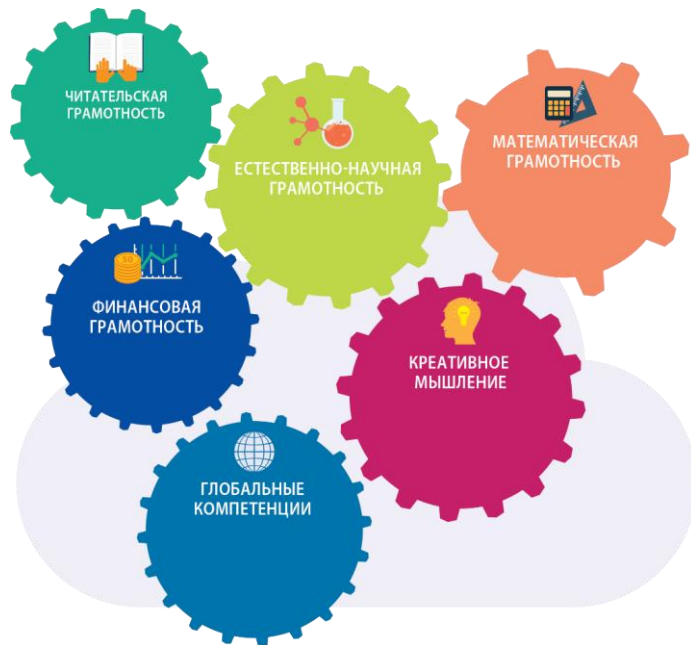 ЧИТАТЕЛЬСКАЯ
ГРАМОТНОСТЬ
ЕСТЕСТВЕННО-НАУЧНАЯ
ГРАМОТНОСТЬ
МАТЕМАТИЧЕСКАЯ
ГРАМОТНОСТЬ
ФИНАНСОВАЯ
ГРАМОТНОСТЬ
КРЕАТИВНОЕ
МЫШЛЕНИЕ
ГЛОБАЛЬНЫЕ
КОМПЕТЕНЦИИ